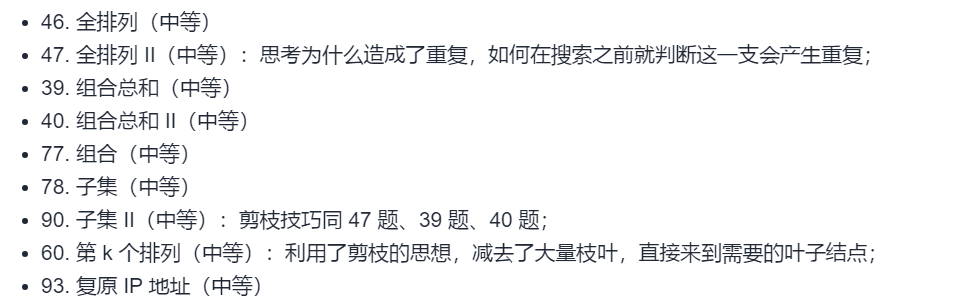 • 46. 全排列（中等）
• 47. 全排列 II（中等）：思考为什么造成了重复，如何在搜索之前就判断这一支会产生重复；
• 39. 组合总和（中等）
• 40. 组合总和 II（中等）
• 77. 组合（中等）
• 78. 子集（中等）
• 90. 子集 II（中等）：剪枝技巧同 47 题、39 题、40 题；
• 60. 第 k 个排列（中等）：利用了剪枝的思想，减去了大量枝叶，直接来到需要的叶子结点；
• 93. 复原 IP 地址（中等）